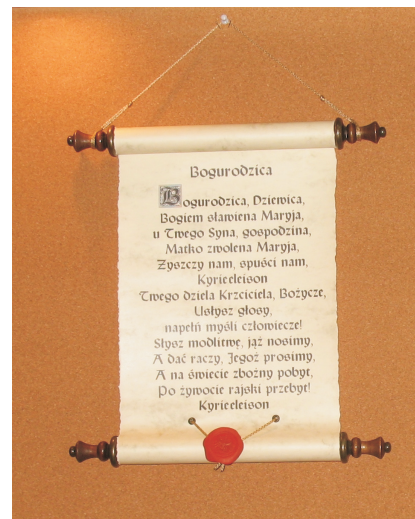 Bogurodzica
Bogurodzica, Dziewica,
Bogiem sławiena Maryja,
u Twego Syna, gospodzina,
Matko zwolena Maryja,
Zyszczy nam, spuści nam,
Kyrieeleison
Twego dziela Krzciciela, Bożycze,
Usłysz głosy,
napełń myśli człowiecze!
Słysz modlitwę, jąż nosimy,
A dać raczy, Jegoż prosimy,
A na świecie zbożny pobyt,
Po żywocie rajski przebyt!
Kyrieeleison